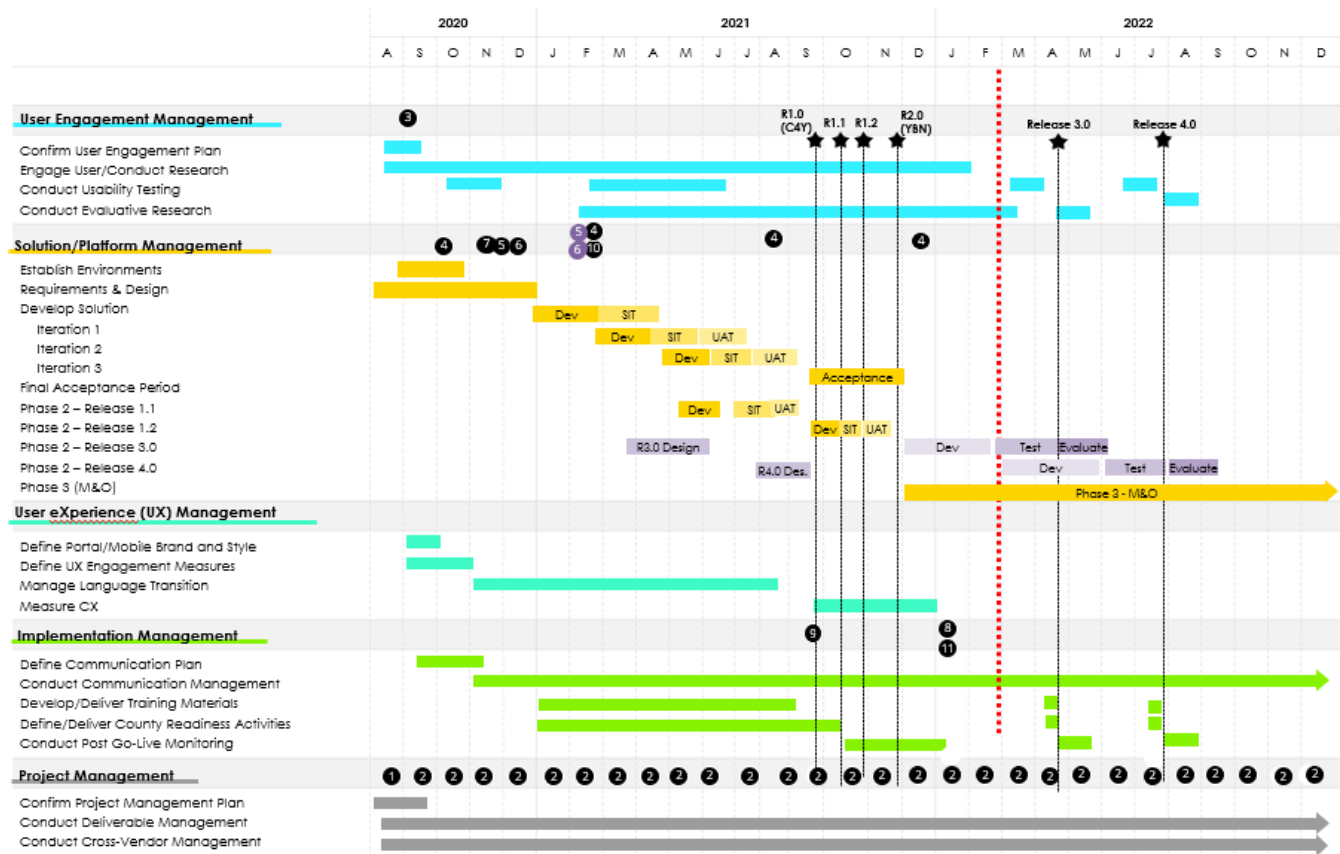 2020 2021 2022
A S O N D J F M A M J J A S O N D J F M A M J J A S O N D
User Engagement Management 3
R1.0 (C4Y) R1.1 R1.2 R2.0 (YBN) Release 3.0 Release 4.0
Confirm User Engagement Plan
Engage User/Conduct Research
Conduct Usability Testing
Conduct Evaluative Research
Solution/Platform Management 4 7 5 6 5 4 6 10 4 4
Establish Environments
Requirements & Design
Develop Solution Dev SIT
Iteration 1 Dev SIT UAT
Iteration 2 Dev SIT UAT
Iteration 3
Final Acceptance Period Acceptance
Phase 2 – Release 1.1 Dev SIT UAT
Phase 2 – Release 1.2 Dev SIT UAT
Phase 2 – Release 3.0 R3.0 Design Dev Test Evaluate
Phase 2 – Release 4.0 R4.0 Des. Dev Test Evaluate
Phase 3 (M&O) Phase 3 - M&O
User eXperience (UX) Management
Define Portal/Mobile Brand and Style
Define UX Engagement Measures
Manage Language Transition
Measure CX
Implementation Management 9 8 11
Define Communication Plan
Conduct Communication Management
Develop/Deliver Training Materials
Define/Deliver County Readiness Activities
Conduct Post Go-Live Monitoring
Project Management 1 2 2 2 2 2 2 2 2 2 2 2 2 2 2 2 2 2 2 2 2 2 2 2 2 2 2 2 2
Confirm Project Management Plan
Conduct Deliverable Management
Conduct Cross-Vendor Management